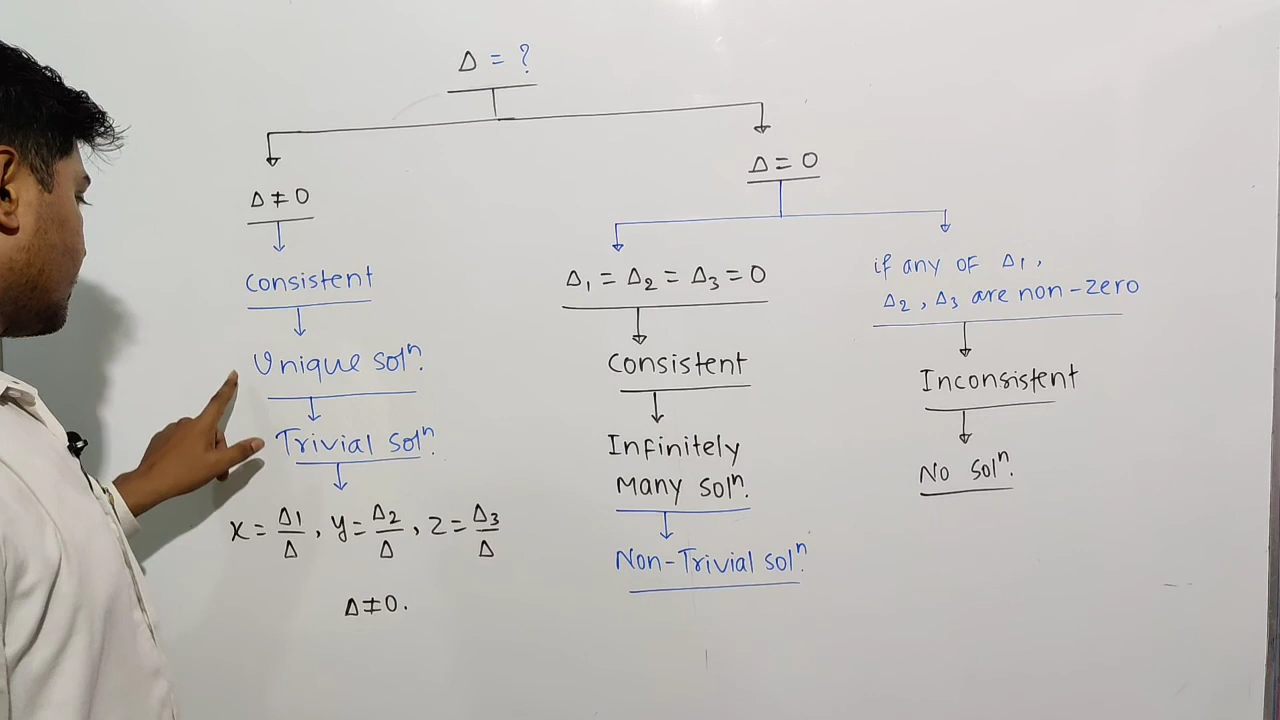 Δ = ?
Δ ≠ 0
Consistent
Unique solⁿ.
Trivial solⁿ.
x = Δ1/Δ , y = Δ2/Δ , z = Δ3/Δ
Δ ≠ 0.
Δ = 0
Δ₁ = Δ₂ = Δ₃ = 0
Consistent
Infinitely
Many solⁿ.
Non-Trivial solⁿ.
if any of Δ1,
Δ₂, Δ₃ are non-zero
Inconsistent
No solⁿ.